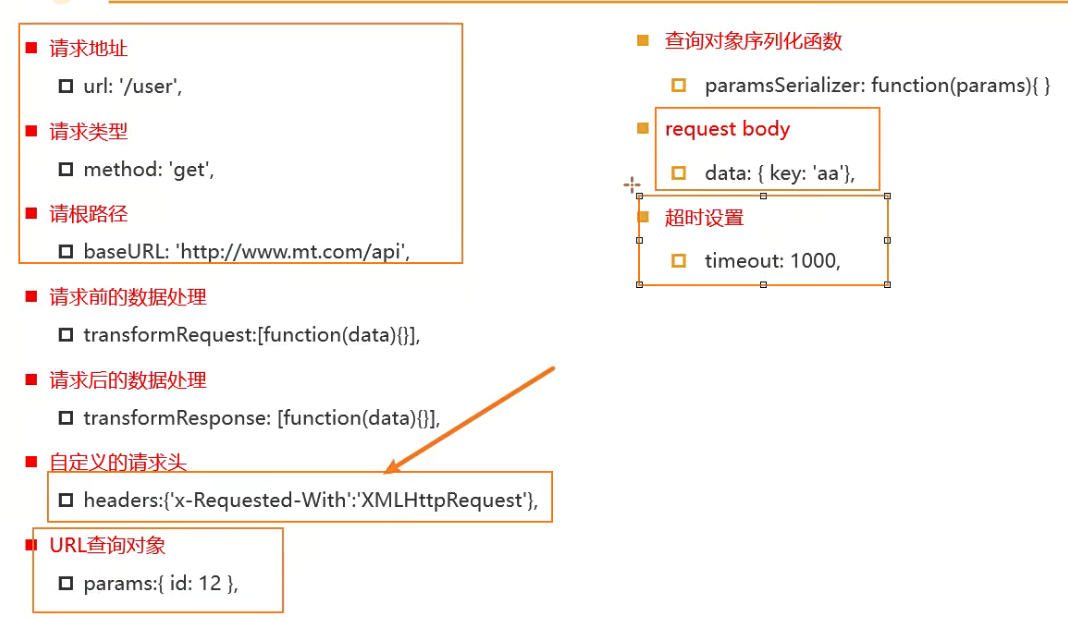 请求地址
url: '/user',
请求类型
method: 'get',
请根路径
baseURL: 'http://www.mt.com/api',
请求前的数据处理
transformRequest:[function(data){}],
请求后的数据处理
transformResponse: [function(data){}],
自定义的请求头
headers:{'x-Requested-With':'XMLHttpRequest'},
URL查询对象
params:{ id: 12 },
查询对象序列化函数
paramsSerializer: function(params){ }
request body
data: { key: 'aa'},
超时设置
timeout: 1000,